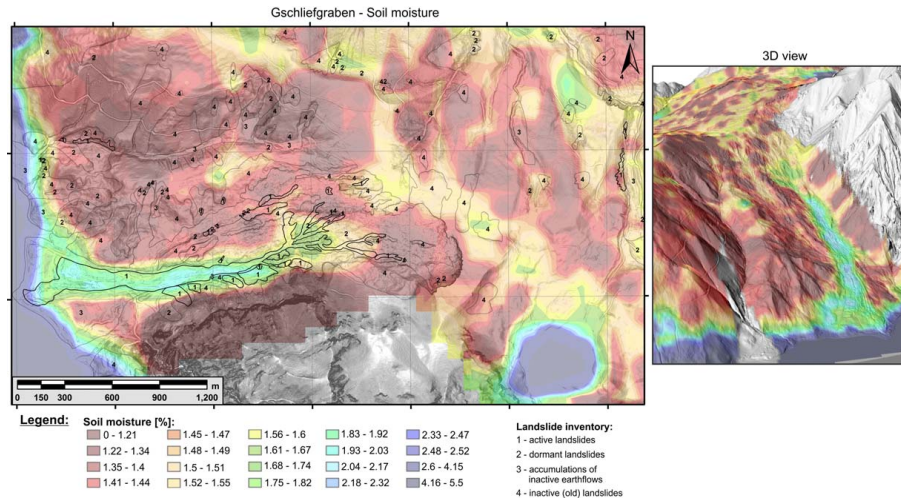 Gschliefgraben - Soil moisture
N
3D view
0 150 300 600 900 1,200
m
Legend:
Soil moisture [%]:
0 - 1.21
1.22 - 1.34
1.35 - 1.4
1.41 - 1.44
1.45 - 1.47
1.48 - 1.49
1.5 - 1.51
1.52 - 1.55
1.56 - 1.6
1.61 - 1.67
1.68 - 1.74
1.75 - 1.82
1.83 - 1.92
1.93 - 2.03
2.04 - 2.17
2.18 - 2.32
2.33 - 2.47
2.48 - 2.52
2.6 - 4.15
4.16 - 5.5
Landslide inventory:
1 - active landslides
2 - dormant landslides
3 - accumulations of
inactive earthflows
4 - inactive (old) landslides